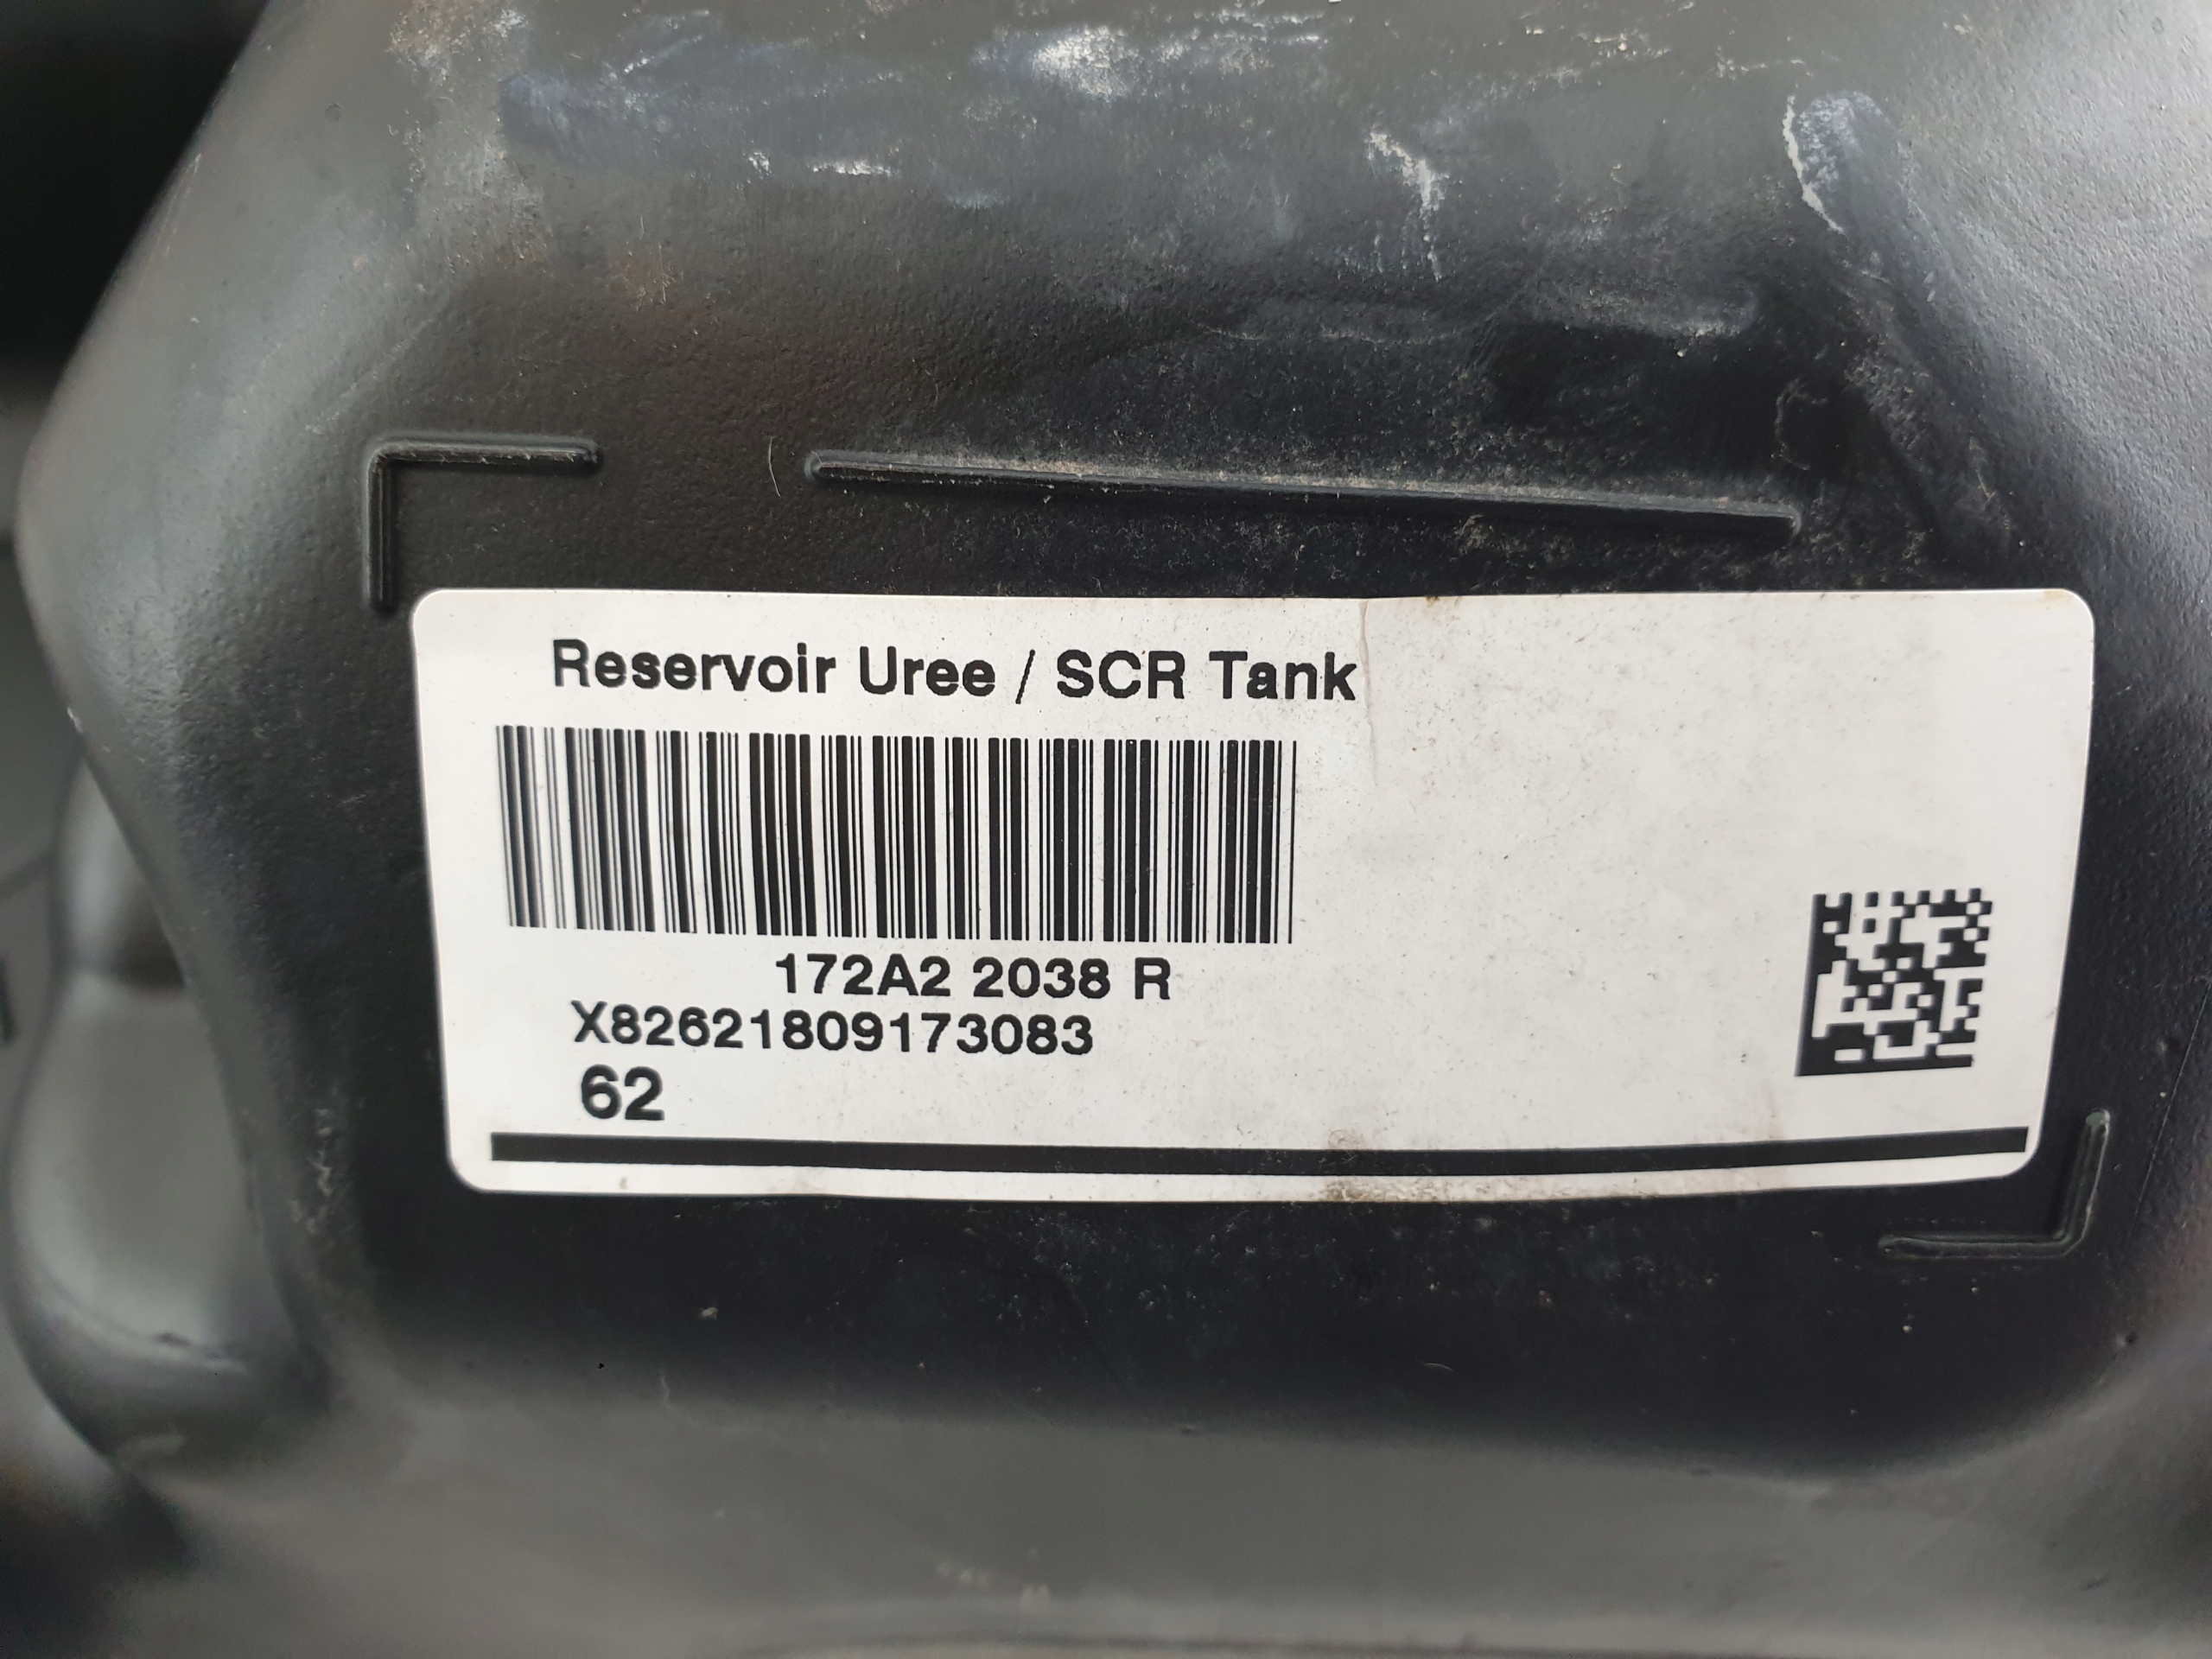 Reservoir Uree / SCR Tank
172A2 2038 R
X82621809173083
62